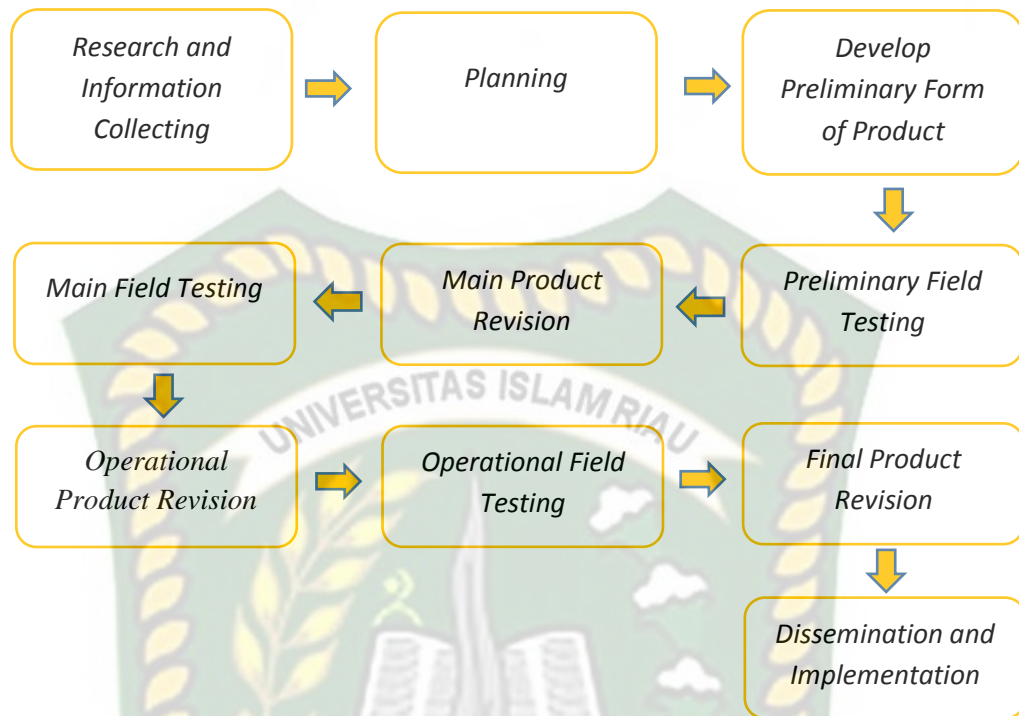 Research and
Information
Collecting
Planning
Develop
Preliminary Form
of Product
Preliminary Field
Testing
Main Product
Revision
Main Field Testing
UNIVERSITAS ISLAM RIAU
Operational
Product Revision
Operational Field
Testing
Final Product
Revision
Dissemination and
Implementation